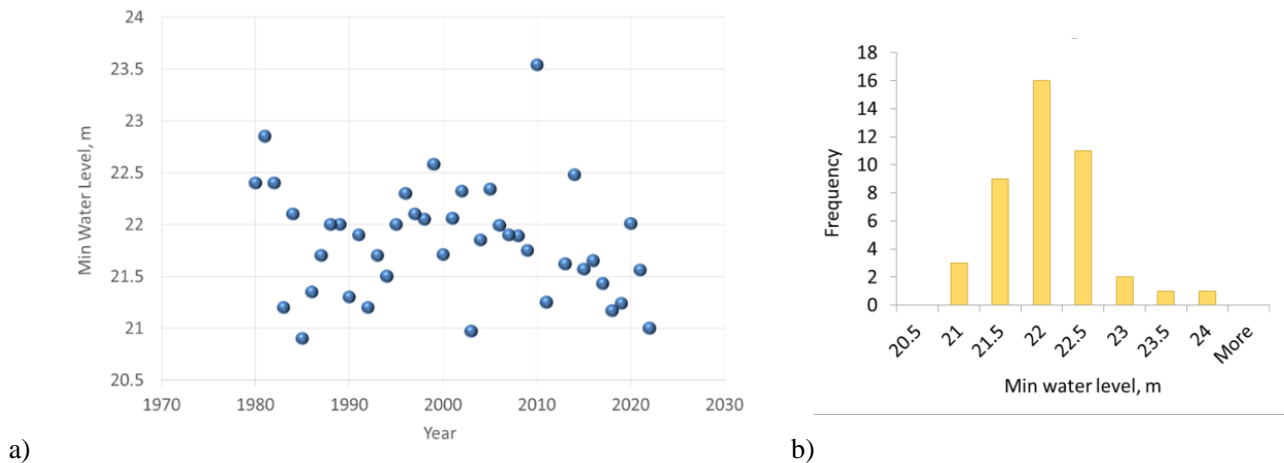 24
23.5
23
22.5
22
21.5
21
20.5
Min Water Level, m
1970 1980 1990 2000 2010 2020 2030
Year
a)
18
16
14
12
10
8
6
4
2
0
Frequency
20.5 21 21.5 22 22.5 23 23.5 24 More
Min water level, m
b)